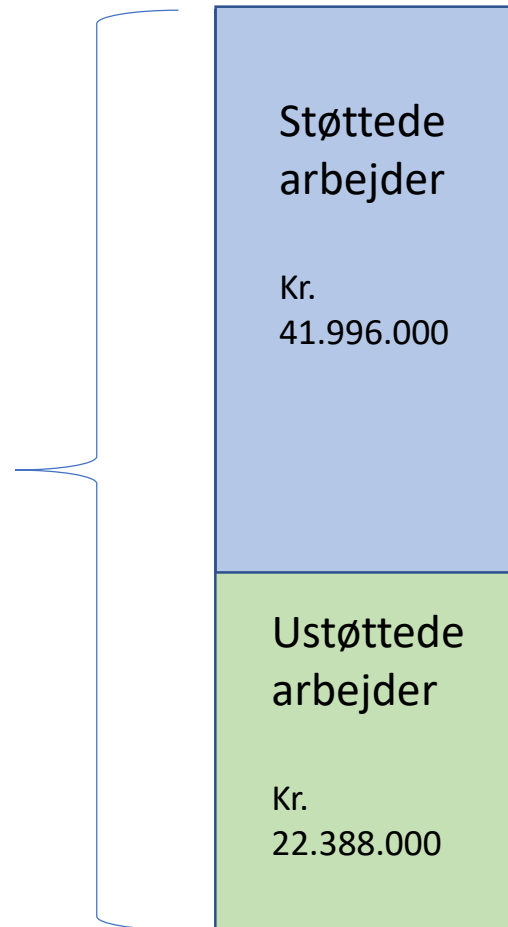 Støttede
arbejder
Kr.
41.996.000
Ustøttede
arbejder
Kr.
22.388.000